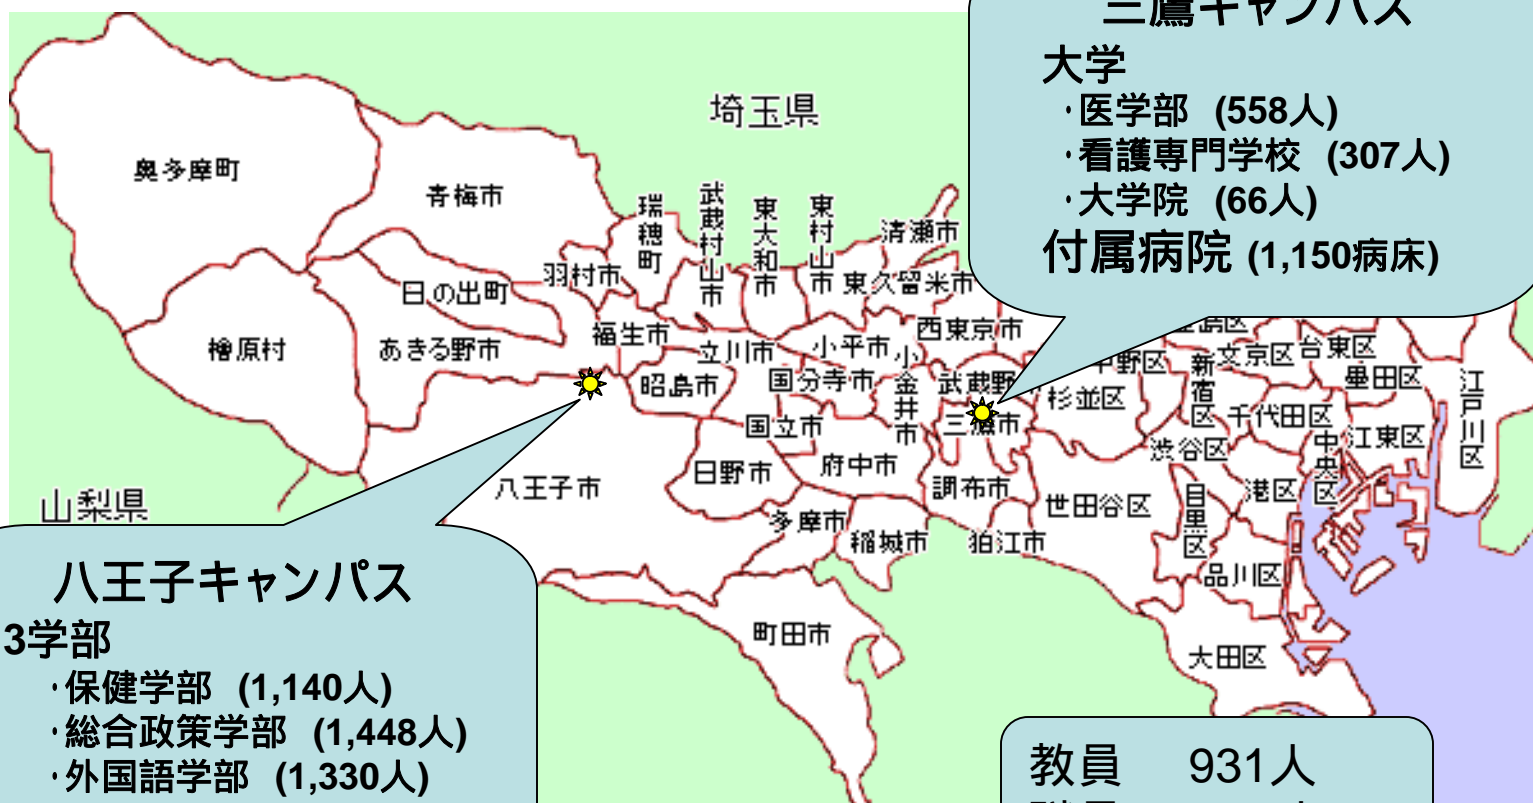 三鷹キャンパス
大学
・医学部 (558人)
・看護専門学校 (307人)
・大学院 (66人)
付属病院 (1,150病床)
埼玉県
奥多摩町
青梅市
瑞穂町
武蔵村山市
東大和市
東村山市
清瀬市
羽村市
東久留米市
日の出町
福生市
西東京市
檜原村
あきる野市
立川市
小平市
小金井市
昭島市
国分寺市
武蔵野
中野区
新宿区
文京区
台東区
墨田区
江戸川区
杉並区
国立市
三鷹市
千代田区
中央区
江東区
渋谷区
日野市
府中市
八王子市
調布市
世田谷区
目黒区
港区
山梨県
多摩市
稲城市
狛江市
品川区
町田市
大田区
八王子キャンパス
3学部
・保健学部 (1,140人)
・総合政策学部 (1,448人)
・外国語学部 (1,330人)
教員 931人